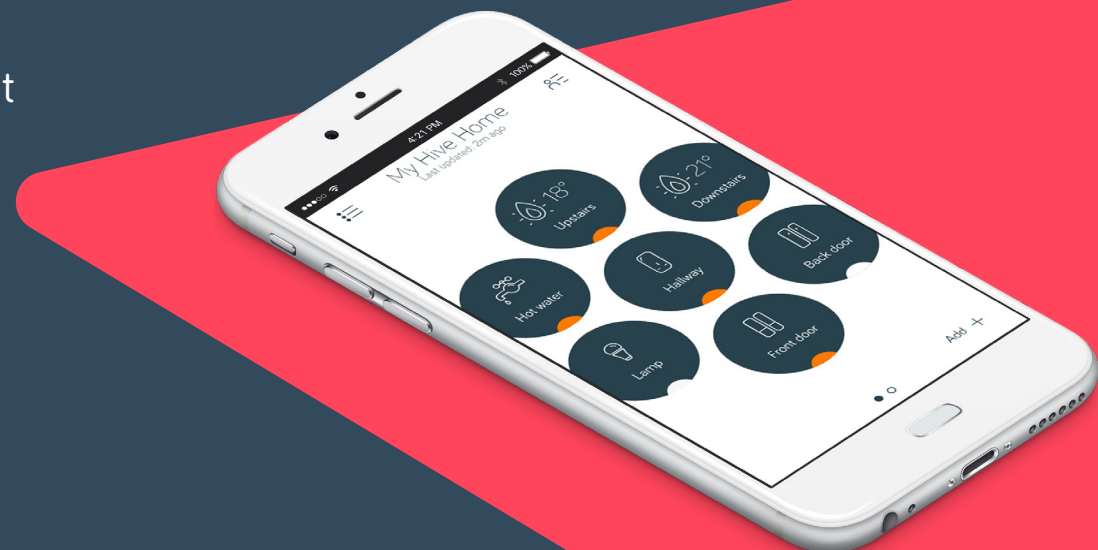 t
4:21 PM
100%
My Hive Home
Last updated: 2m ago
18°
Upstairs
21°
Downstairs
Hot water
Hallway
Back door
Lamp
Front door
Add +